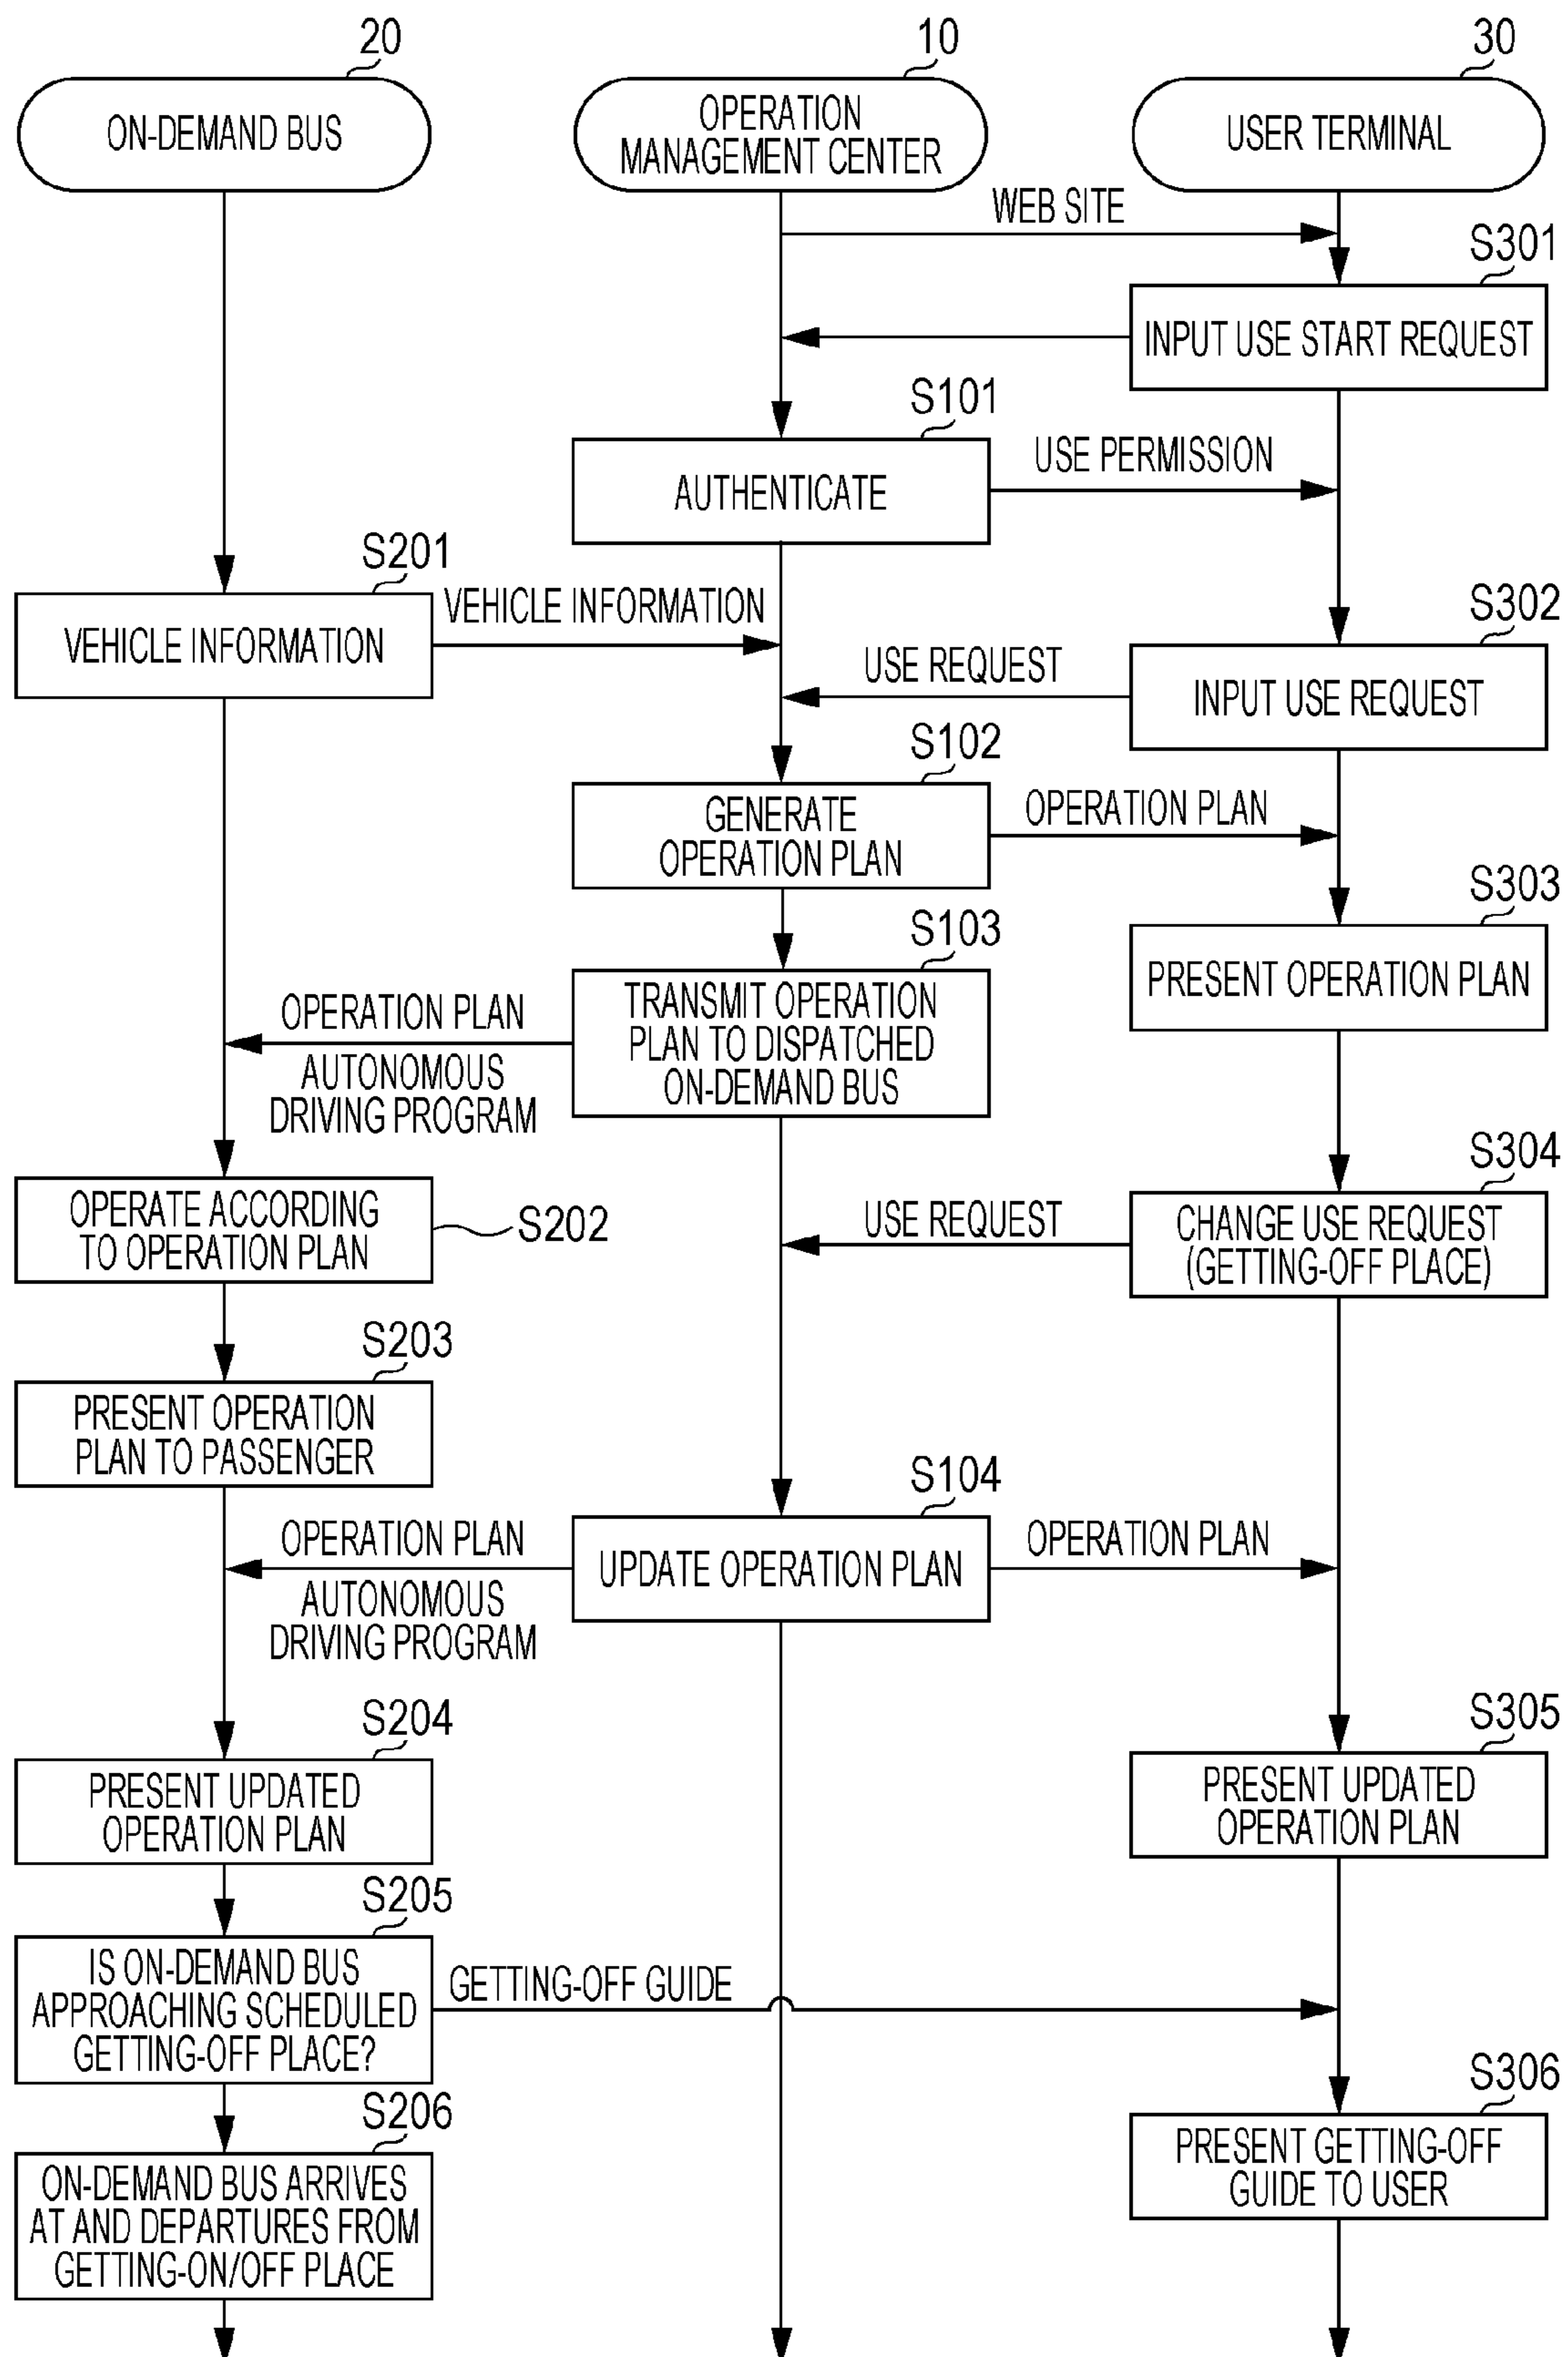 20
10
30
ON-DEMAND BUS
OPERATION
MANAGEMENT CENTER
USER TERMINAL
WEB SITE
S301
INPUT USE START REQUEST
S101
AUTHENTICATE
USE PERMISSION
S201
VEHICLE INFORMATION
VEHICLE INFORMATION
S302
INPUT USE REQUEST
USE REQUEST
S102
GENERATE
OPERATION PLAN
OPERATION PLAN
S303
PRESENT OPERATION PLAN
S103
TRANSMIT OPERATION
PLAN TO DISPATCHED
ON-DEMAND BUS
OPERATION PLAN
AUTONOMOUS
DRIVING PROGRAM
S304
CHANGE USE REQUEST
(GETTING-OFF PLACE)
USE REQUEST
OPERATE ACCORDING
TO OPERATION PLAN
S202
S203
PRESENT OPERATION
PLAN TO PASSENGER
S104
UPDATE OPERATION PLAN
OPERATION PLAN
AUTONOMOUS
DRIVING PROGRAM
OPERATION PLAN
S204
PRESENT UPDATED
OPERATION PLAN
S305
PRESENT UPDATED
OPERATION PLAN
S205
IS ON-DEMAND BUS
APPROACHING SCHEDULED
GETTING-OFF PLACE?
GETTING-OFF GUIDE
S306
PRESENT GETTING-OFF
GUIDE TO USER
S206
ON-DEMAND BUS ARRIVES
AT AND DEPARTURES FROM
GETTING-ON/OFF PLACE